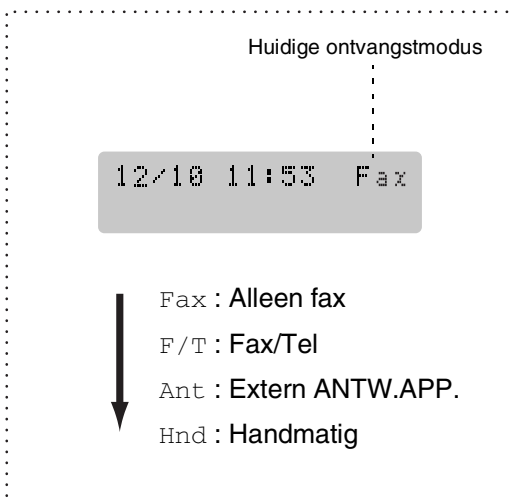 Huidige ontvangstmodus
12/10 11:53 Fax
Fax : Alleen fax
F/T : Fax/Tel
Ant : Extern ANTW.APP.
Hnd : Handmatig